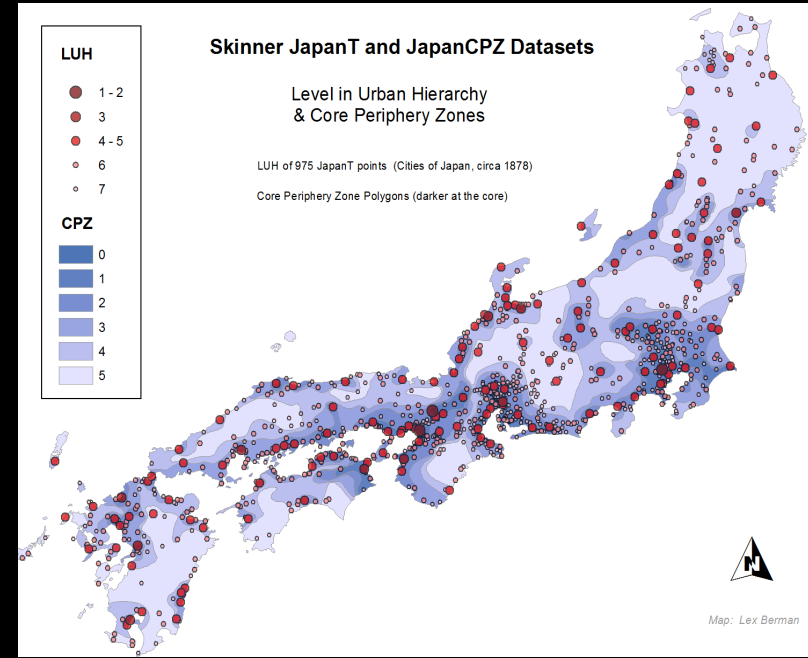 Skinner JapanT and JapanCPZ Datasets
Level in Urban Hierarchy
& Core Periphery Zones
LUH of 975 JapanT points (Cities of Japan, circa 1878)
Core Periphery Zone Polygons (darker at the core)
LUH
1 - 2
3
4 - 5
6
7
CPZ
0
1
2
3
4
5
N
Map: Lex Berman